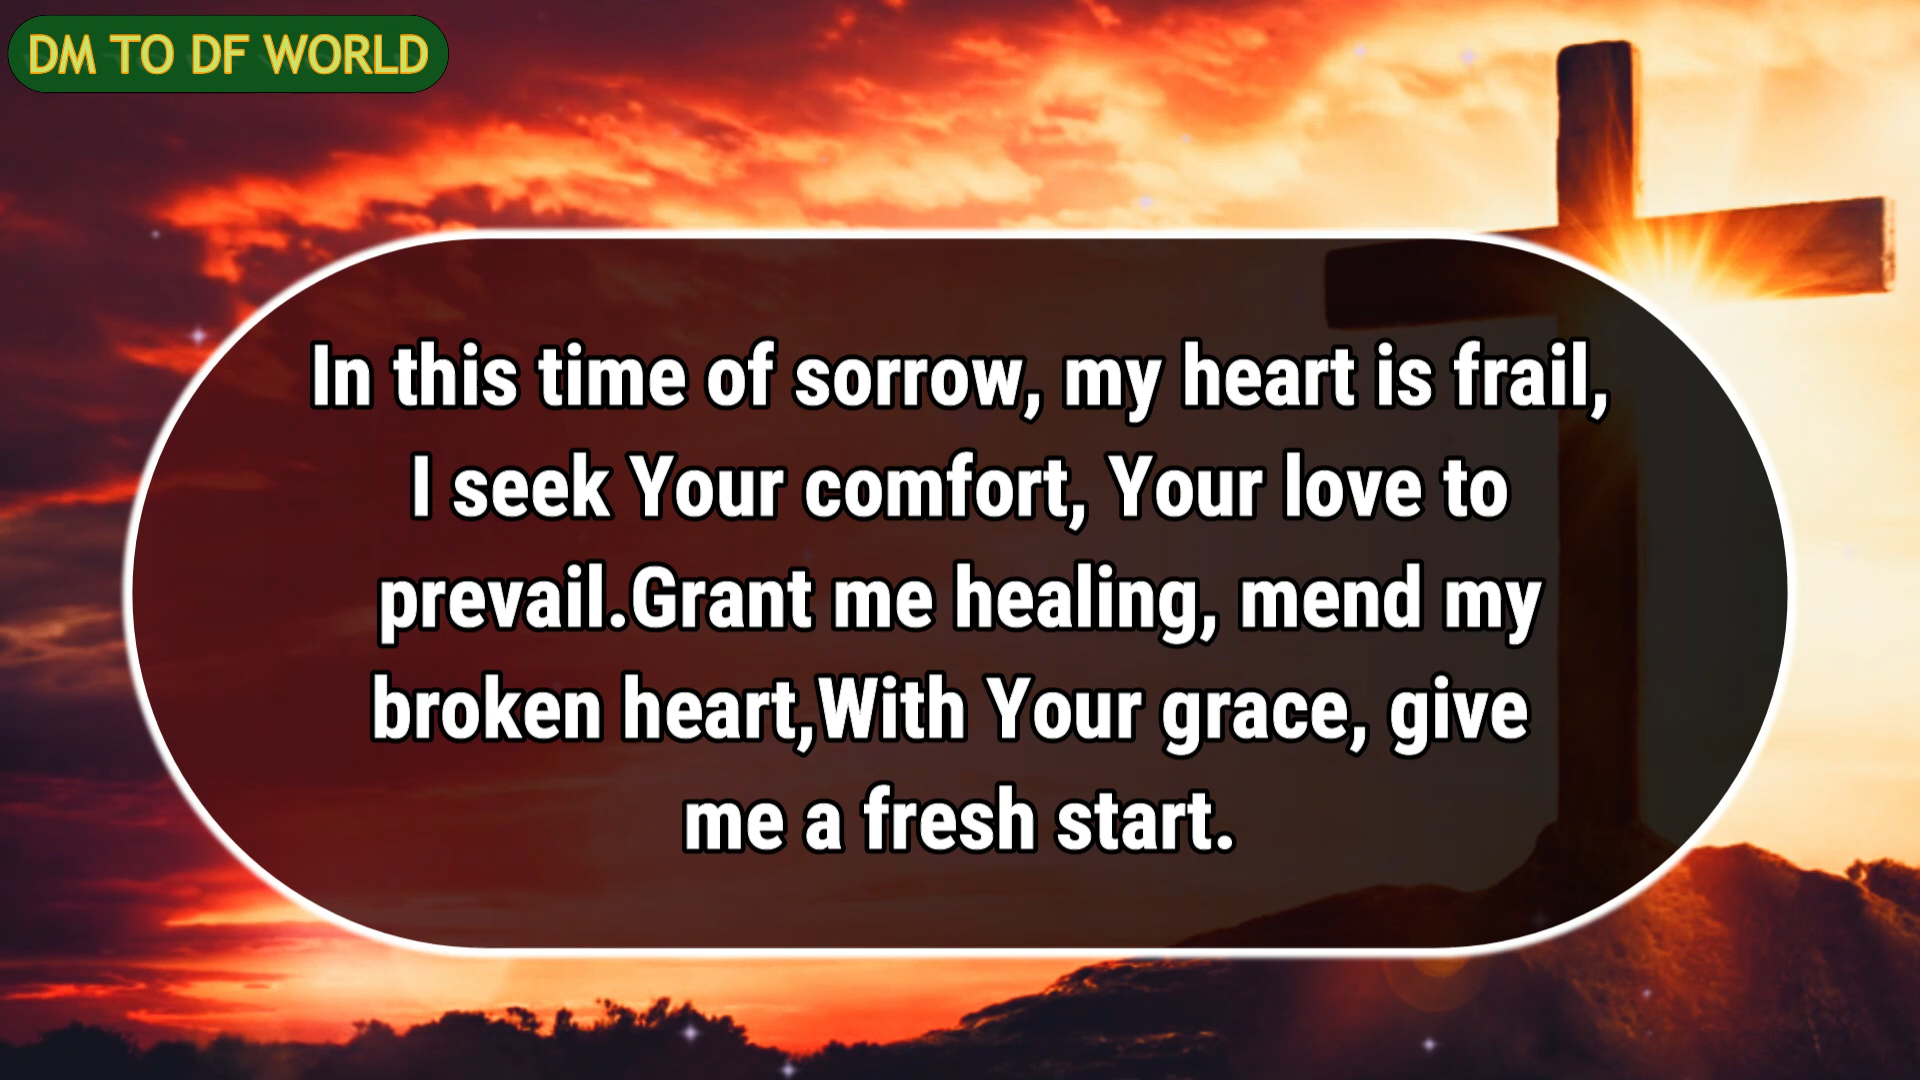 DM TO DF WORLD
In this time of sorrow, my heart is frail,
I seek Your comfort, Your love to
prevail.Grant me healing, mend my
broken heart,With Your grace, give
me a fresh start.